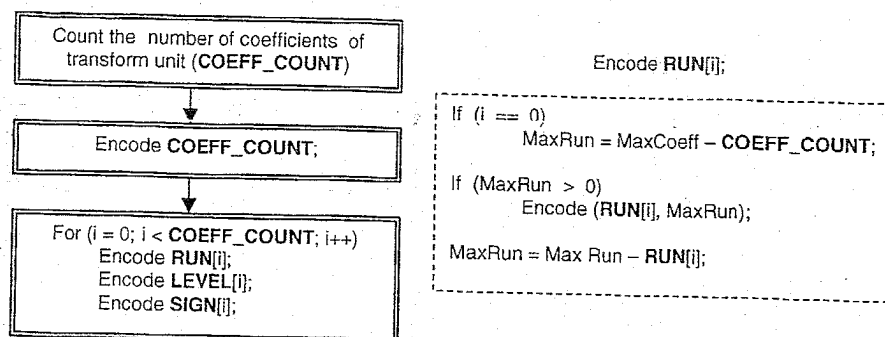 Count the number of coefficients of
transform unit (COEFF_COUNT)
Encode COEFF_COUNT;
For (i = 0; i < COEFF_COUNT; i++)
Encode RUN[i];
Encode LEVEL[i];
Encode SIGN[i];
Encode RUN[i];
If (i == 0)
MaxRun = MaxCoeff – COEFF_COUNT;
If (MaxRun > 0)
Encode (RUN[i], MaxRun);
MaxRun = Max Run – RUN[i];